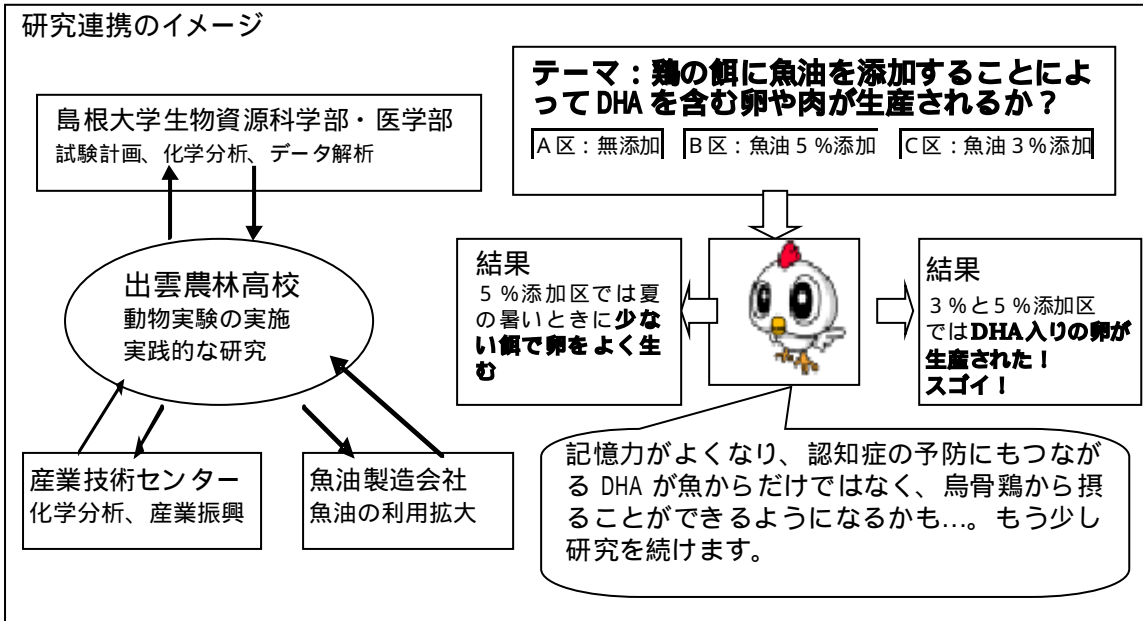 研究連携のイメージ
島根大学生物資源科学部・医学部
試験計画、化学分析、データ解析
出雲農林高校
動物実験の実施
実践的な研究
産業技術センター
化学分析、産業振興
魚油製造会社
魚油の利用拡大
テーマ：鶏の餌に魚油を添加することによ
って DHA を含む卵や肉が生産されるか？
A区：無添加 B区：魚油5%添加 C区：魚油3%添加
結果
5%添加区では夏
の暑いときに少な
い餌で卵をよく生
む
結果
3%と5%添加区
ではDHA入りの卵が
生産された！
スゴイ！
記憶力がよくなり、認知症の予防にもつなが
る DHA が魚からだけではなく、烏骨鶏から摂
ることができるようになるかも…。もう少し
研究を続けます。